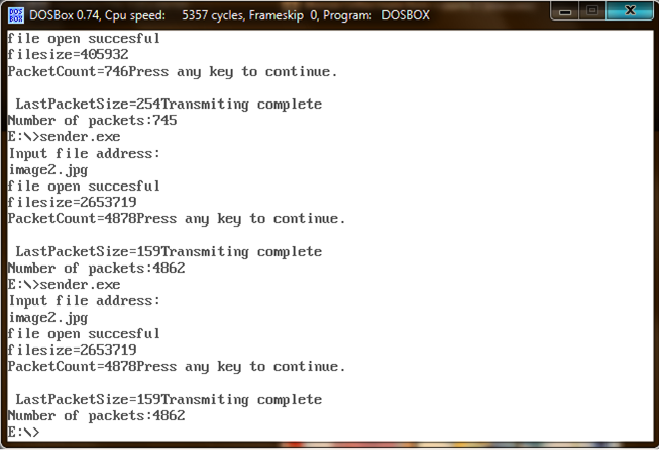 DOSBox 0.74, Cpu speed: 5357 cycles, Frameskip 0, Program: DOSBOX
file open succesful
filesize=405932
PacketCount=746Press any key to continue.
LastPacketSize=254Transmiting complete
Number of packets:745
E:\>sender.exe
Input file address:
image2.jpg
file open succesful
filesize=2653719
PacketCount=4878Press any key to continue.
LastPacketSize=159Transmiting complete
Number of packets:4862
E:\>sender.exe
Input file address:
image2.jpg
file open succesful
filesize=2653719
PacketCount=4878Press any key to continue.
LastPacketSize=159Transmiting complete
Number of packets:4862
E:\>